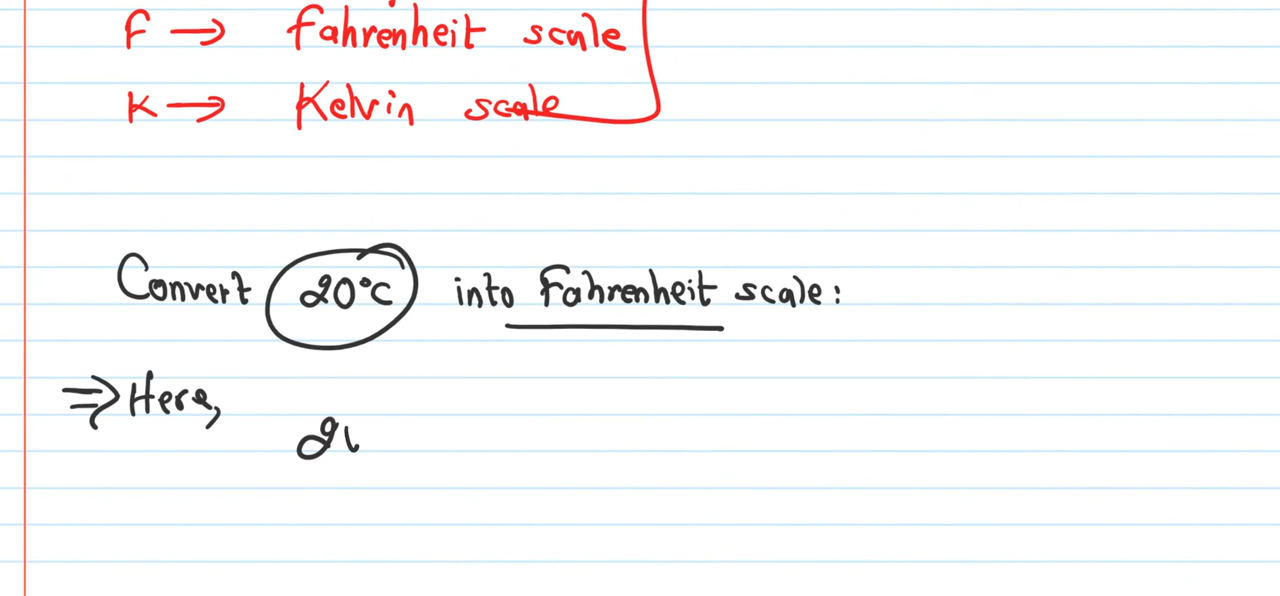 F → Fahrenheit scale
K → Kelvin scale
Convert 20°C into Fahrenheit scale:
⇒ Here,